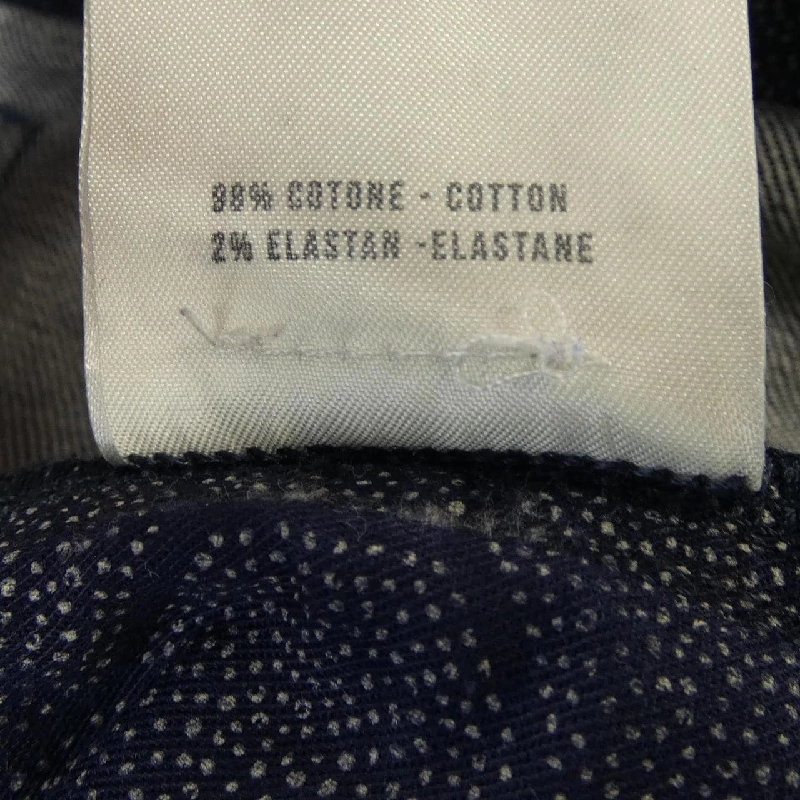 98% COTONE - COTTON
2% ELASTAN -ELASTANE